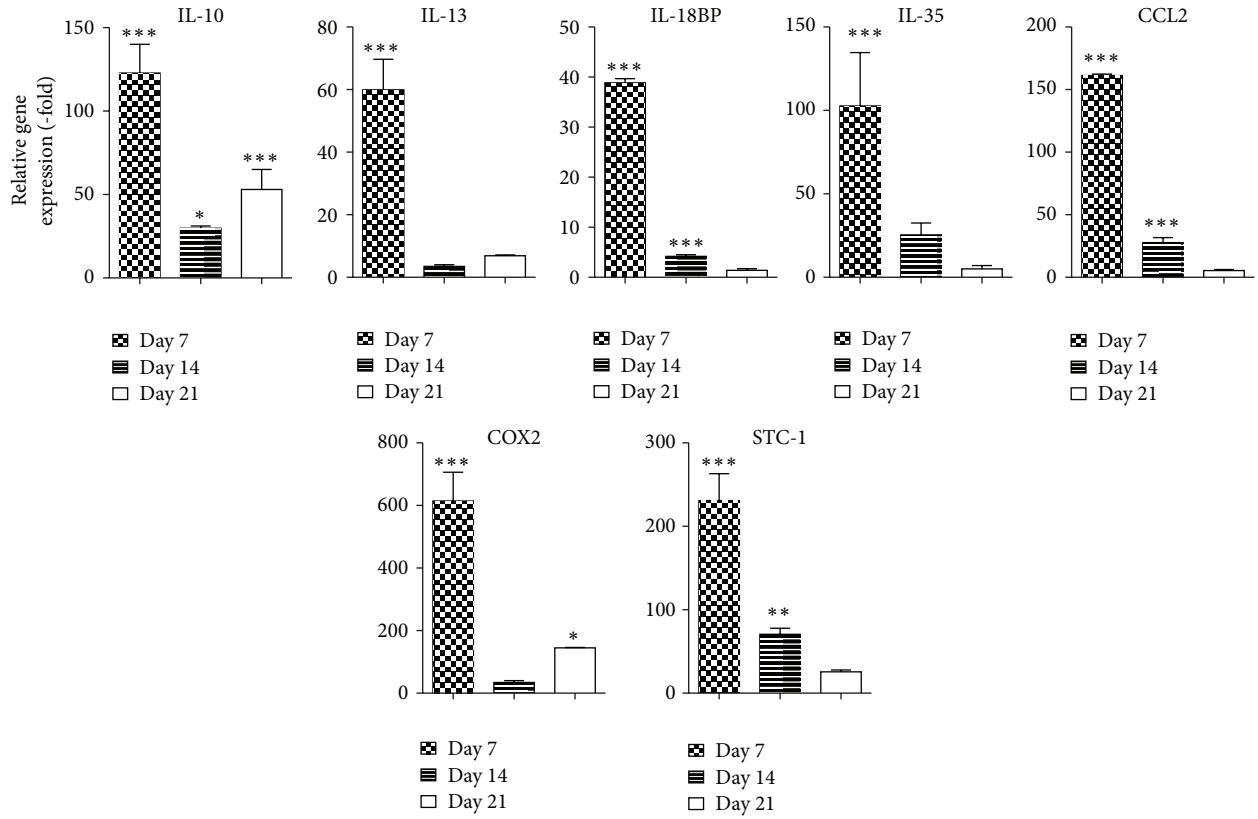 IL-10
IL-13
IL-18BP
IL-35
CCL2
Relative gene
expression (-fold)
150
100
50
0
***
*
***
80
60
40
20
0
***
50
40
30
20
10
0
***
***
150
100
50
0
***
200
150
100
50
0
***
***
Day 7
Day 14
Day 21
Day 7
Day 14
Day 21
Day 7
Day 14
Day 21
Day 7
Day 14
Day 21
Day 7
Day 14
Day 21
COX2
800
600
400
200
0
***
*
STC-1
300
200
100
0
***
**
Day 7
Day 14
Day 21
Day 7
Day 14
Day 21